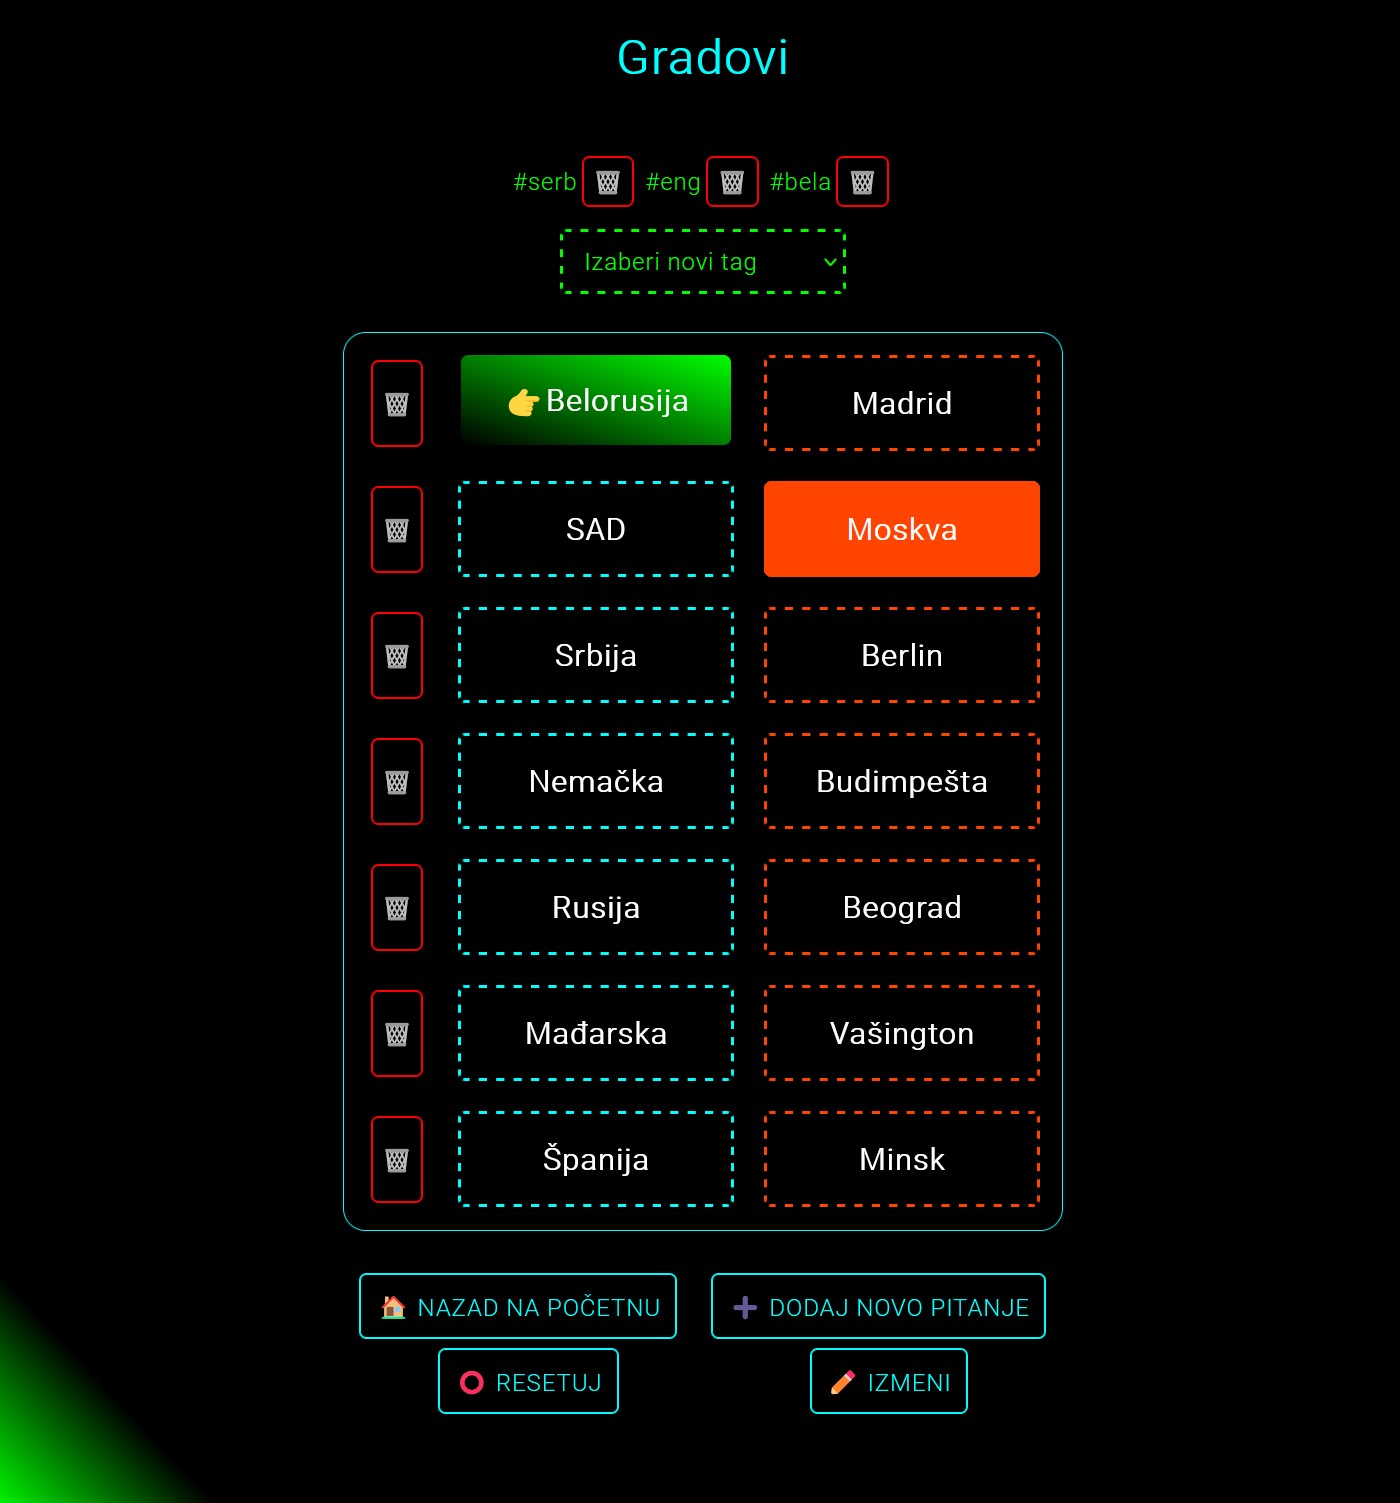 Gradovi
#serb #eng #bela
Izaberi novi tag
Belorusija Madrid
SAD Moskva
Srbija Berlin
Nemačka Budimpešta
Rusija Beograd
Mađarska Vašington
Španija Minsk
NAZAD NA POČETNU DODAJ NOVO PITANJE
RESETUJ IZMENI